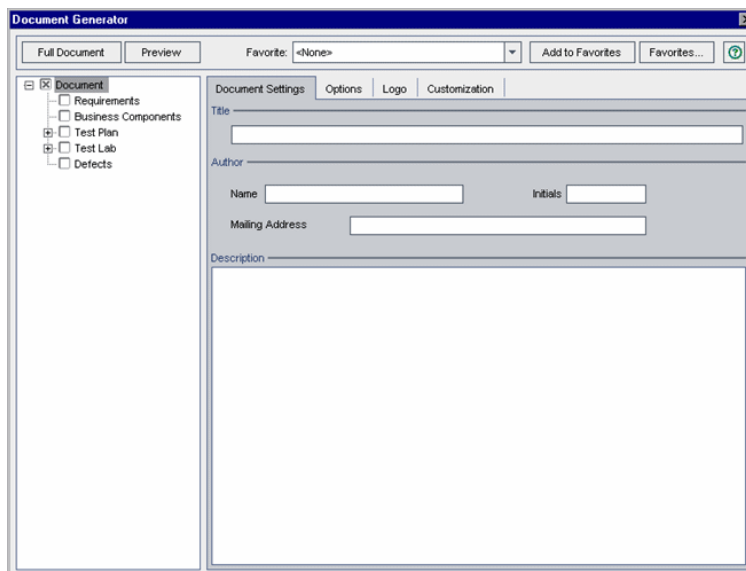 Document Generator
Full Document Preview Favorite: <None> Add to Favorites Favorites... ?
Document
Requirements
Business Components
Test Plan
Test Lab
Defects
Document Settings Options Logo Customization
Title
Author
Name Initials
Mailing Address
Description